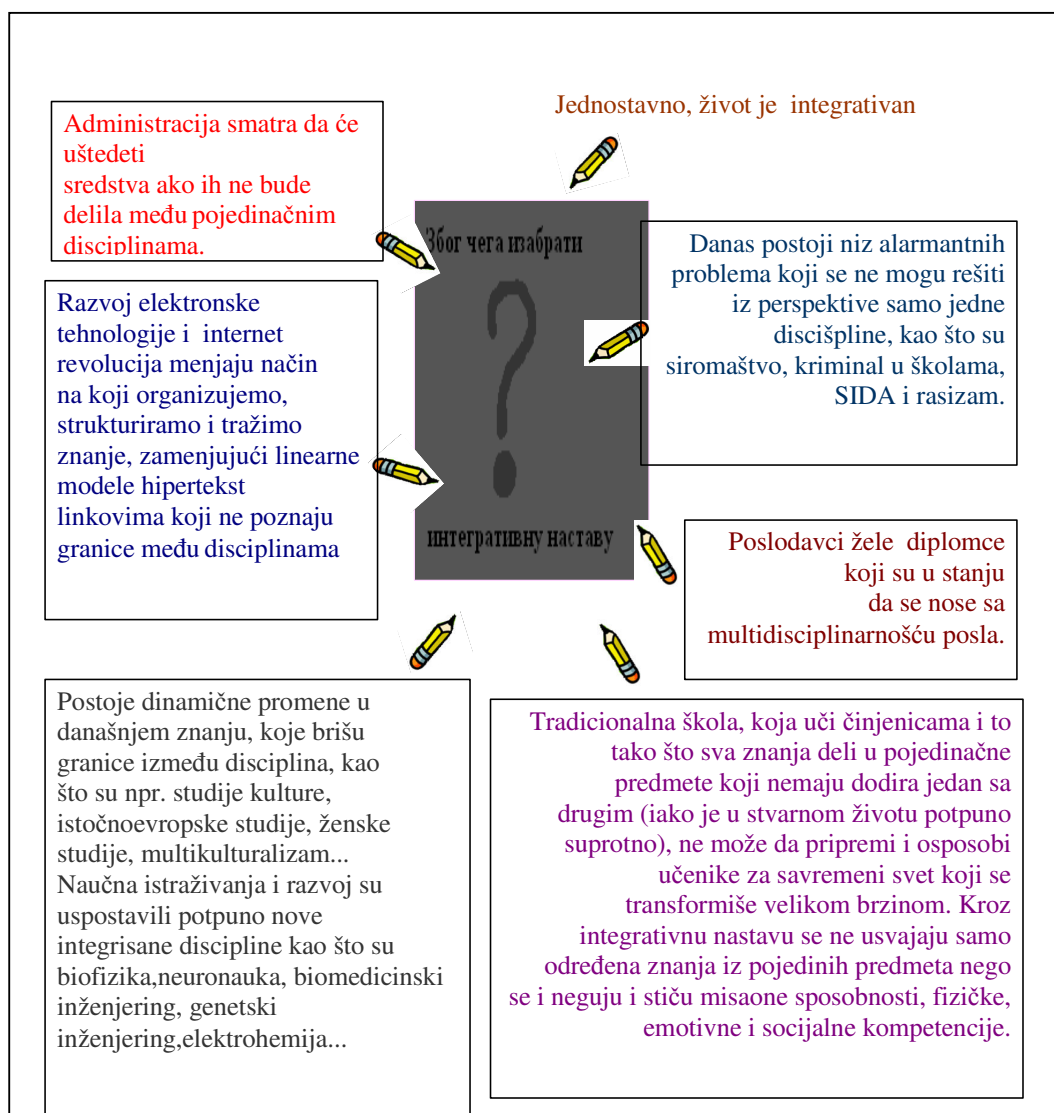 Jednostavno, život je  integrativan
Administracija smatra da će
uštedeti
sredstva ako ih ne bude
delila među pojedinačnim
disciplinama.
Због чега изабрати
интегративну наставу
Danas postoji niz alarmantnih
problema koji se ne mogu rešiti
iz perspektive samo jedne
discišpline, kao što su
siromaštvo, kriminal u školama,
SIDA i rasizam.
Razvoj elektronske
tehnologije i  internet
revolucija menjaju način
na koji organizujemo,
strukturiramo i tražimo
znanje, zamenjujući linearne
modele hipertekst
linkovima koji ne poznaju
granice među disciplinama
Poslodavci žele  diplomce
koji su u stanju
da se nose sa
multidisciplinarnošću posla.
Postoje dinamične promene u
današnjem znanju, koje brišu
granice između disciplina, kao
što su npr. studije kulture,
istočnoevropske studije, ženske
studije, multikulturalizam...
Naučna istraživanja i razvoj su
uspostavili potpuno nove
integrisane discipline kao što su
biofizika,neuronauka, biomedicinski
inženjering, genetski
inženjering,elektrohemija...
Tradicionalna škola, koja uči činjenicama i to
tako što sva znanja deli u pojedinačne
predmete koji nemaju dodira jedan sa
drugim (iako je u stvarnom životu potpuno
suprotno), ne može da pripremi i osposobi
učenike za savremeni svet koji se
transformiše velikom brzinom. Kroz
integrativnu nastavu se ne usvajaju samo
određena znanja iz pojedinih predmeta nego
se i neguju i stiču misaone sposobnosti, fizičke,
emotivne i socijalne kompetencije.